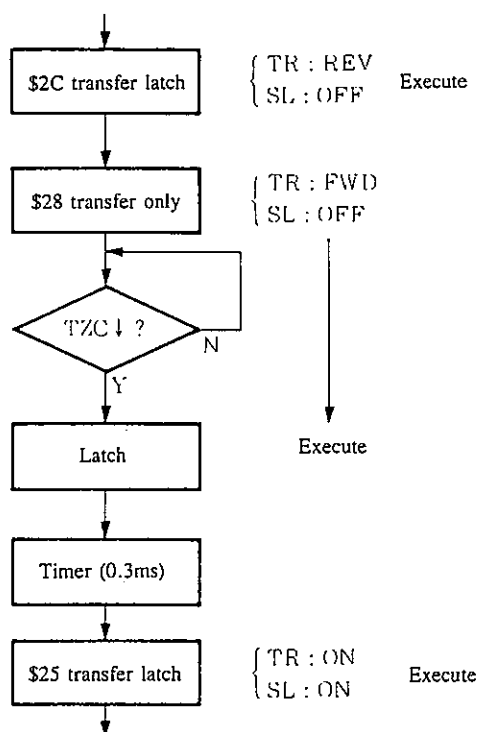 $2C transfer latch
TR : REV
SL : OFF
Execute
$28 transfer only
TR : FWD
SL : OFF
TZC ↓ ?
N
Y
Latch
Execute
Timer (0.3ms)
$25 transfer latch
TR : ON
SL : ON
Execute